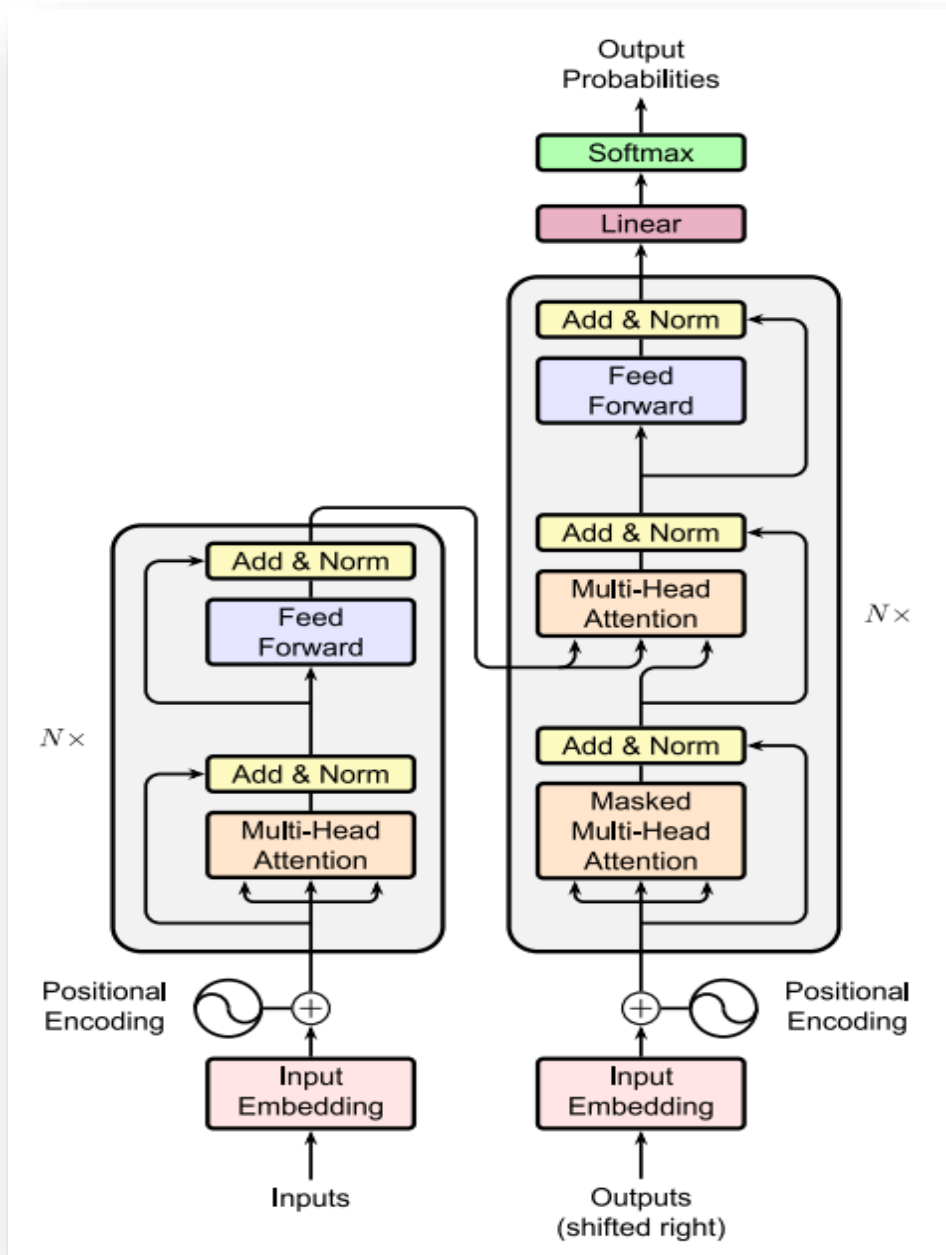 Output
Probabilities
Softmax
Linear
Add & Norm
Feed
Forward
Add & Norm
Multi-Head
Attention
N×
Add & Norm
Masked
Multi-Head
Attention
Add & Norm
Feed
Forward
N×
Add & Norm
Multi-Head
Attention
Positional
Encoding
Positional
Encoding
Input
Embedding
Input
Embedding
Inputs
Outputs
(shifted right)